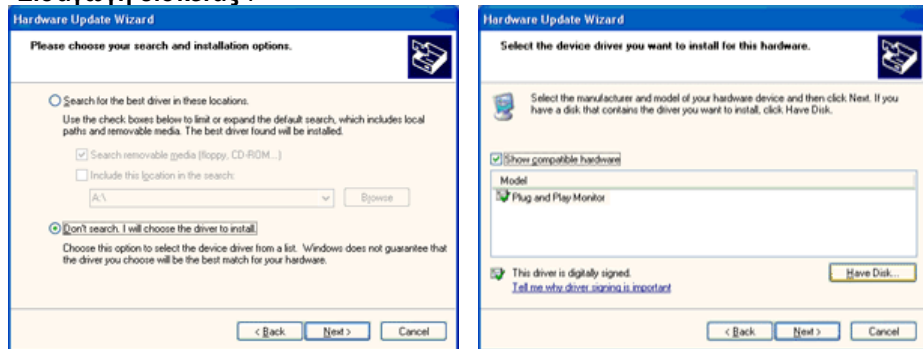 Hardware Update Wizard
Please choose your search and installation options.
Search for the best driver in these locations.
Use the check boxes below to limit or expand the default search, which includes local
paths and removable media. The best driver found will be installed.
Search removable media (floppy, CD-ROM...)
Include this location in the search:
A:\
Browse
Don't search. I will choose the driver to install.
Choose this option to select the device driver from a list. Windows does not guarantee that
the driver you choose will be the best match for your hardware.
< Back
Next >
Cancel
Hardware Update Wizard
Select the device driver you want to install for this hardware.
Select the manufacturer and model of your hardware device and then click Next. If you
have a disk that contains the driver you want to install, click Have Disk.
Show compatible hardware
Model
Plug and Play Monitor
This driver is digitally signed.
Tell me why driver signing is important
Have Disk...
< Back
Next >
Cancel